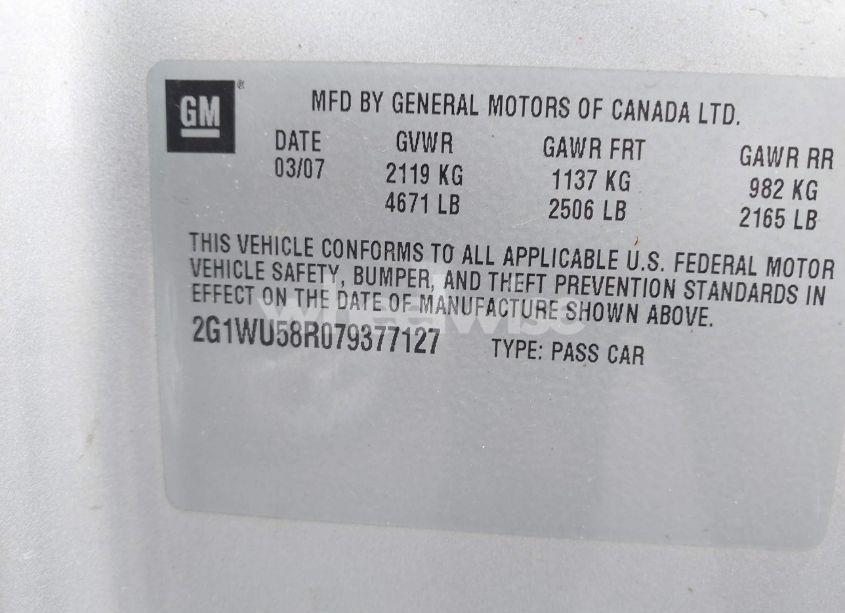 GM®
MFD BY GENERAL MOTORS OF CANADA LTD.
DATE GVWR GAWR FRT GAWR RR
03/07 2119 KG 1137 KG 982 KG
4671 LB 2506 LB 2165 LB
THIS VEHICLE CONFORMS TO ALL APPLICABLE U.S. FEDERAL MOTOR
VEHICLE SAFETY, BUMPER, AND THEFT PREVENTION STANDARDS IN
EFFECT ON THE DATE OF MANUFACTURE SHOWN ABOVE.
wheelwise
2G1WU58R079377127 TYPE: PASS CAR